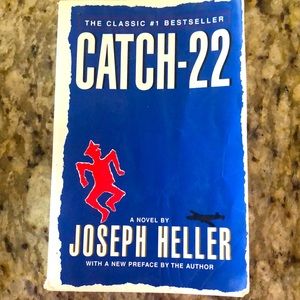 THE CLASSIC #1 BESTSELLER
CATCH-22
A NOVEL BY
JOSEPH HELLER
WITH A NEW PREFACE BY THE AUTHOR